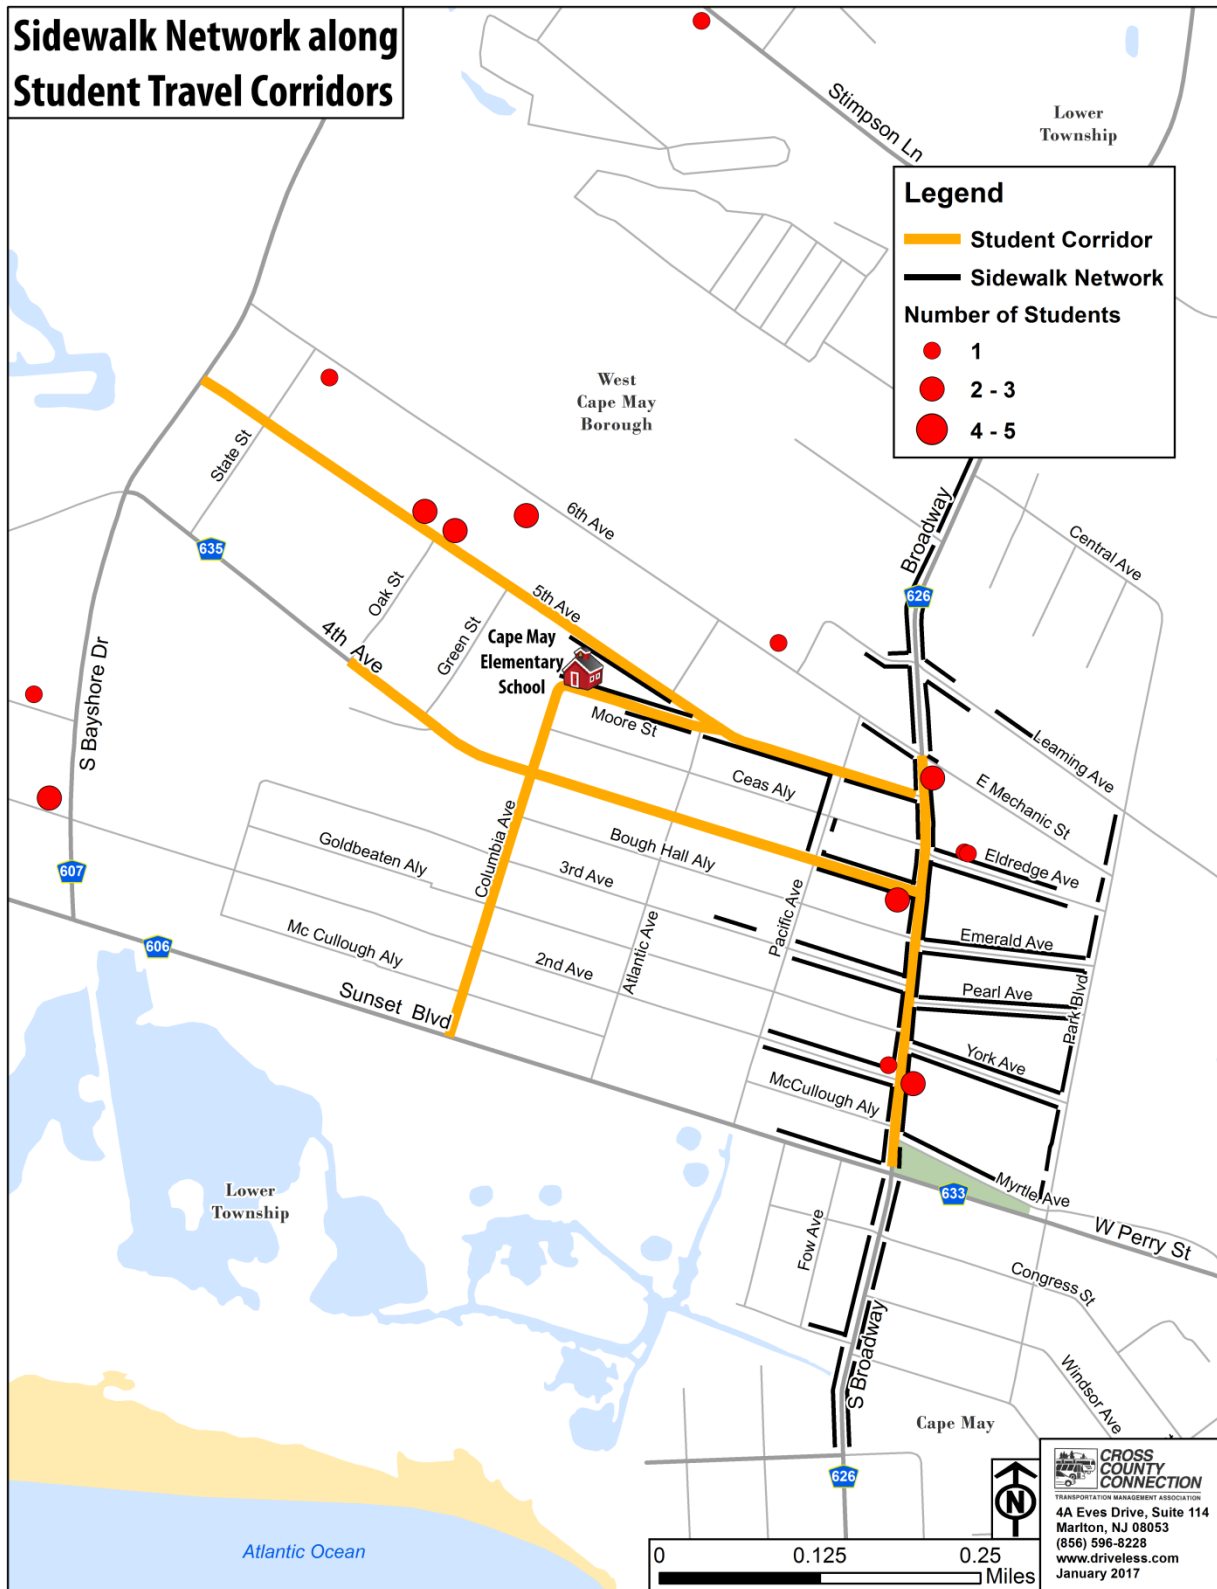 Sidewalk Network along
Student Travel Corridors
Stimpson Ln
Lower
Township
Legend
Student Corridor
Sidewalk Network
Number of Students
1
2 - 3
4 - 5
West
Cape May
Borough
State St
6th Ave
Broadway
Central Ave
635
626
Oak St
5th Ave
4th Ave
Green St
Cape May
Elementary
School
S Bayshore Dr
Moore St
Leaming Ave
Ceas Aly
E Mechanic St
Columbia Ave
Bough Hall Aly
Goldbeaten Aly
3rd Ave
Eldredge Ave
607
Pacific Ave
606
Mc Cullough Aly
2nd Ave
Atlantic Ave
Emerald Ave
Sunset Blvd
Pearl Ave
Park Blvd
York Ave
McCullough Aly
Lower
Township
Myrtle Ave
633
W Perry St
Fow Ave
Congress St
S Broadway
Windsor Ave
Cape May
626
N
CROSS
COUNTY
CONNECTION
TRANSPORTATION MANAGEMENT ASSOCIATION
4A Eves Drive, Suite 114
Marlton, NJ 08053
(856) 596-8228
www.driveless.com
January 2017
Atlantic Ocean
0 0.125 0.25
Miles